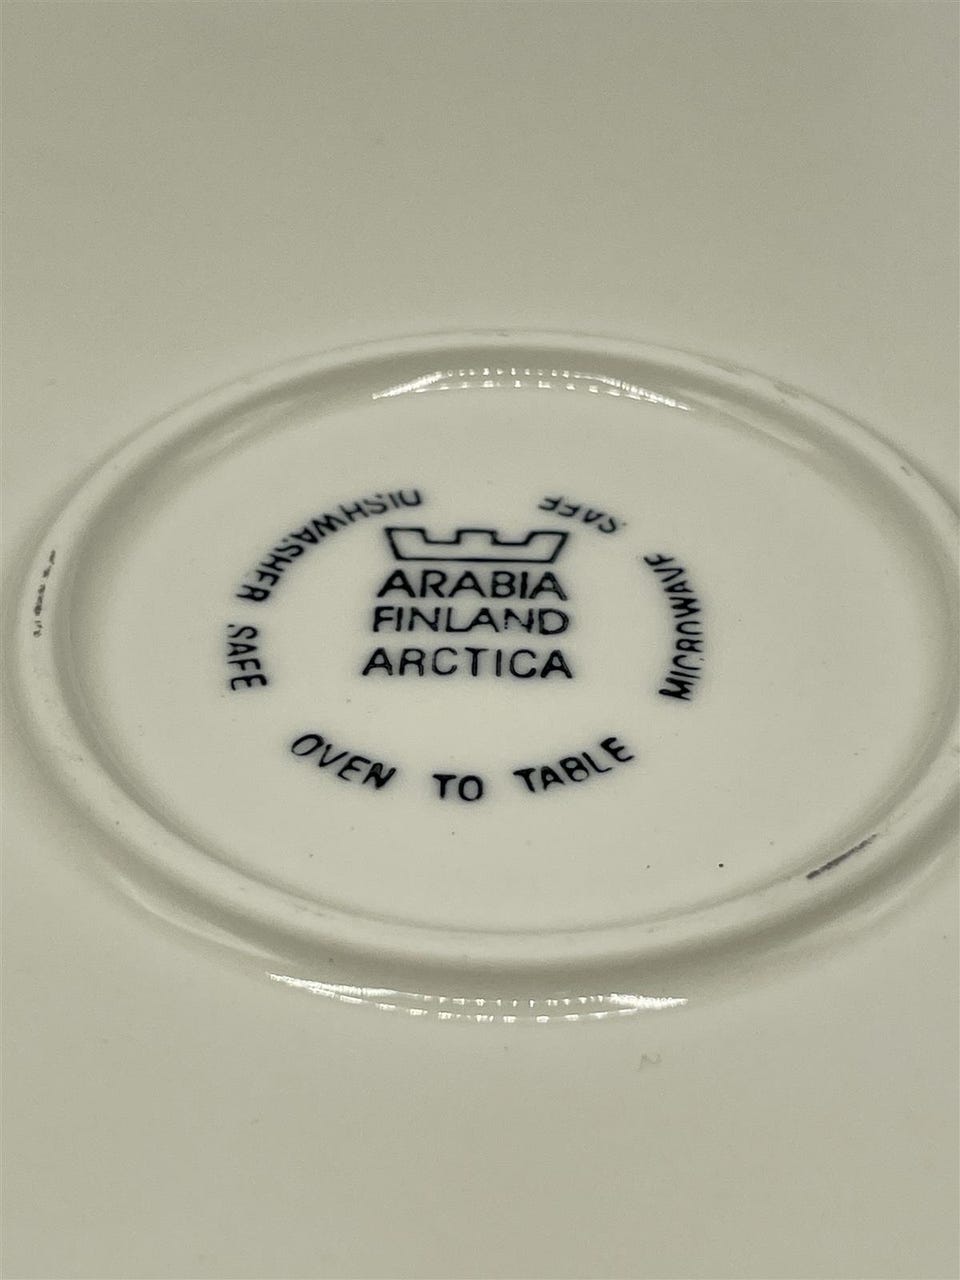 ARABIA
FINLAND
ARCTICA
DISHWASHER SAFE
OVEN TO TABLE
MICROWAVE SAFE